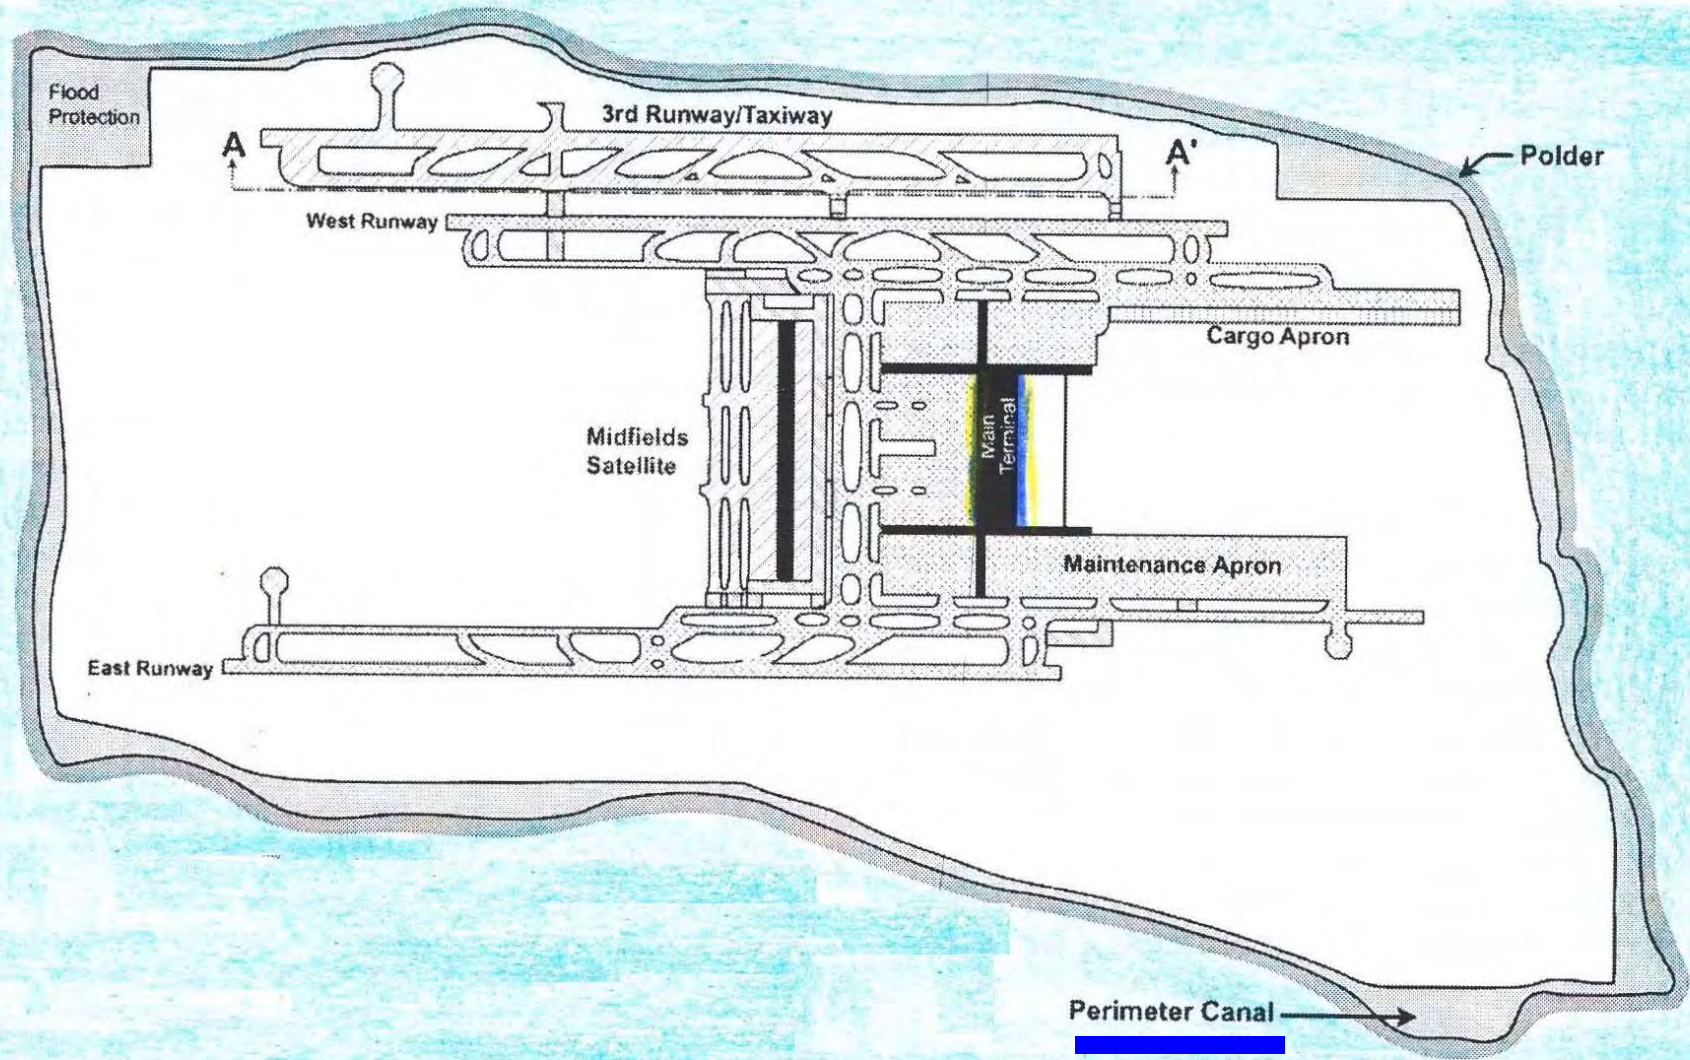 Flood
Protection
A
3rd Runway/Taxiway
A'
Polder
West Runway
Cargo Apron
Main
Terminal
Midfields
Satellite
Maintenance Apron
East Runway
Perimeter Canal